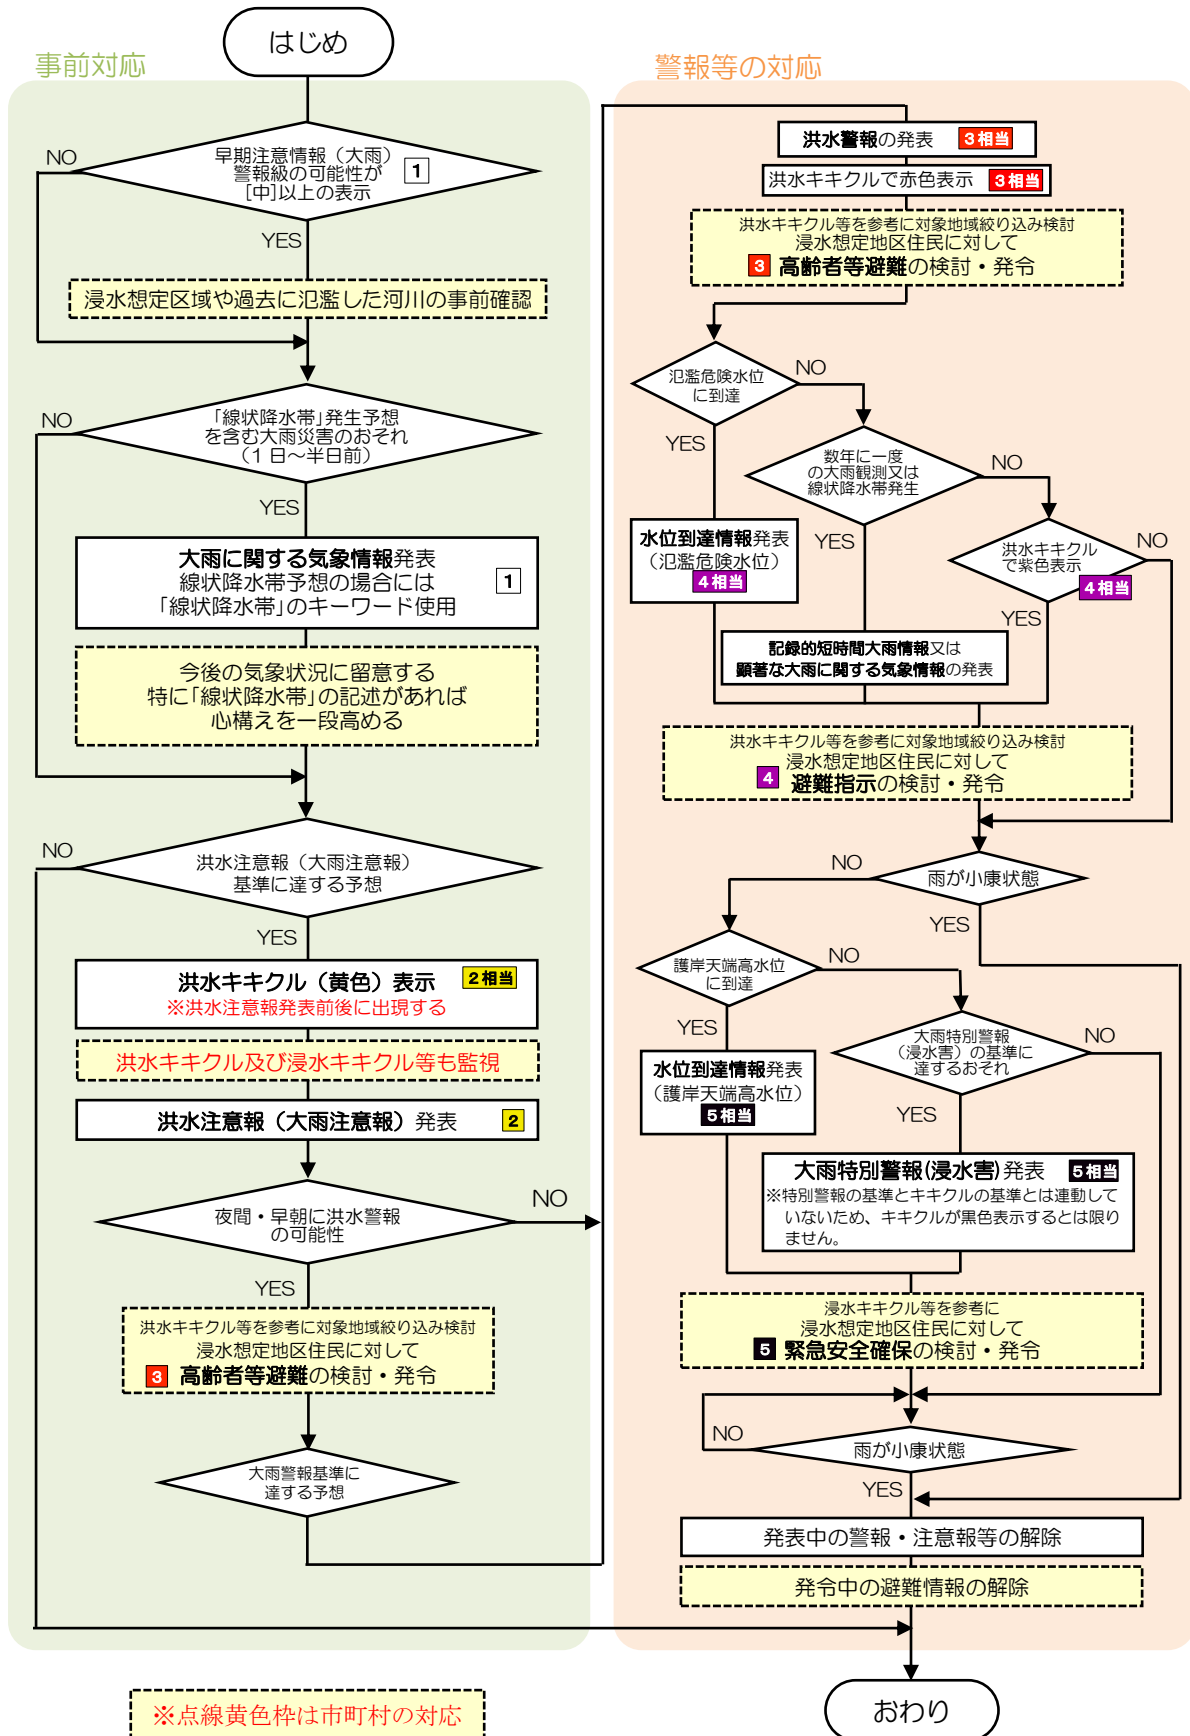 はじめ
事前対応
早期注意情報（大雨）
警報級の可能性が
[中]以上の表示
1
NO
YES
浸水想定区域や過去に氾濫した河川の事前確認
「線状降水帯」発生予想
を含む大雨災害のおそれ
（1日～半日前）
NO
YES
大雨に関する気象情報発表
線状降水帯予想の場合には
「線状降水帯」のキーワード使用
1
今後の気象状況に留意する
特に「線状降水帯」の記述があれば
心構えを一段高める
洪水注意報（大雨注意報）
基準に達する予想
NO
YES
洪水キキクル（黄色）表示 2相当
※洪水注意報発表前後に出現する
洪水キキクル及び浸水キキクル等も監視
洪水注意報（大雨注意報）発表 2
夜間・早朝に洪水警報
の可能性
NO
YES
洪水キキクル等を参考に対象地域絞り込み検討
浸水想定地区住民に対して
3 高齢者等避難の検討・発令
大雨警報基準に
達する予想
※点線黄色枠は市町村の対応
警報等の対応
洪水警報の発表 3相当
洪水キキクルで赤色表示 3相当
洪水キキクル等を参考に対象地域絞り込み検討
浸水想定地区住民に対して
3 高齢者等避難の検討・発令
氾濫危険水位
に到達
NO
YES
数年に一度
の大雨観測又は
線状降水帯発生
NO
YES
洪水キキクル
で紫色表示
4相当
NO
YES
水位到達情報発表
（氾濫危険水位）
4相当
記録的短時間大雨情報又は
顕著な大雨に関する気象情報の発表
洪水キキクル等を参考に対象地域絞り込み検討
浸水想定地区住民に対して
4 避難指示の検討・発令
雨が小康状態
NO
YES
護岸天端高水位
に到達
NO
YES
大雨特別警報
（浸水害）の基準に
達するおそれ
NO
YES
水位到達情報発表
（護岸天端高水位）
5相当
大雨特別警報(浸水害)発表 5相当
※特別警報の基準とキキクルの基準とは連動して
いないため、キキクルが黒色表示するとは限り
ません。
浸水キキクル等を参考に
浸水想定地区住民に対して
5 緊急安全確保の検討・発令
雨が小康状態
NO
YES
発表中の警報・注意報等の解除
発令中の避難情報の解除
おわり